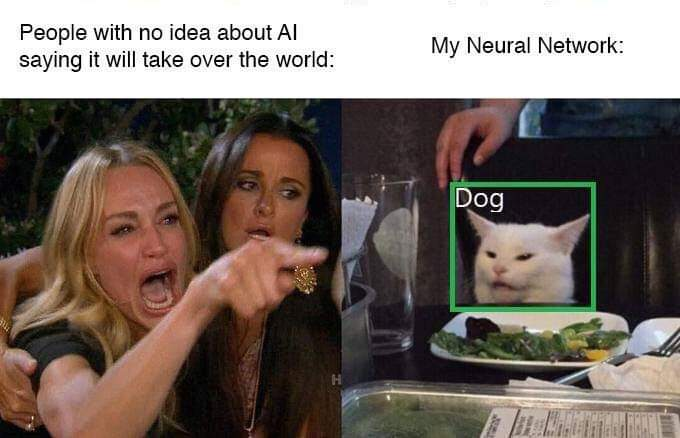 People with no idea about AI
saying it will take over the world:
My Neural Network:
Dog